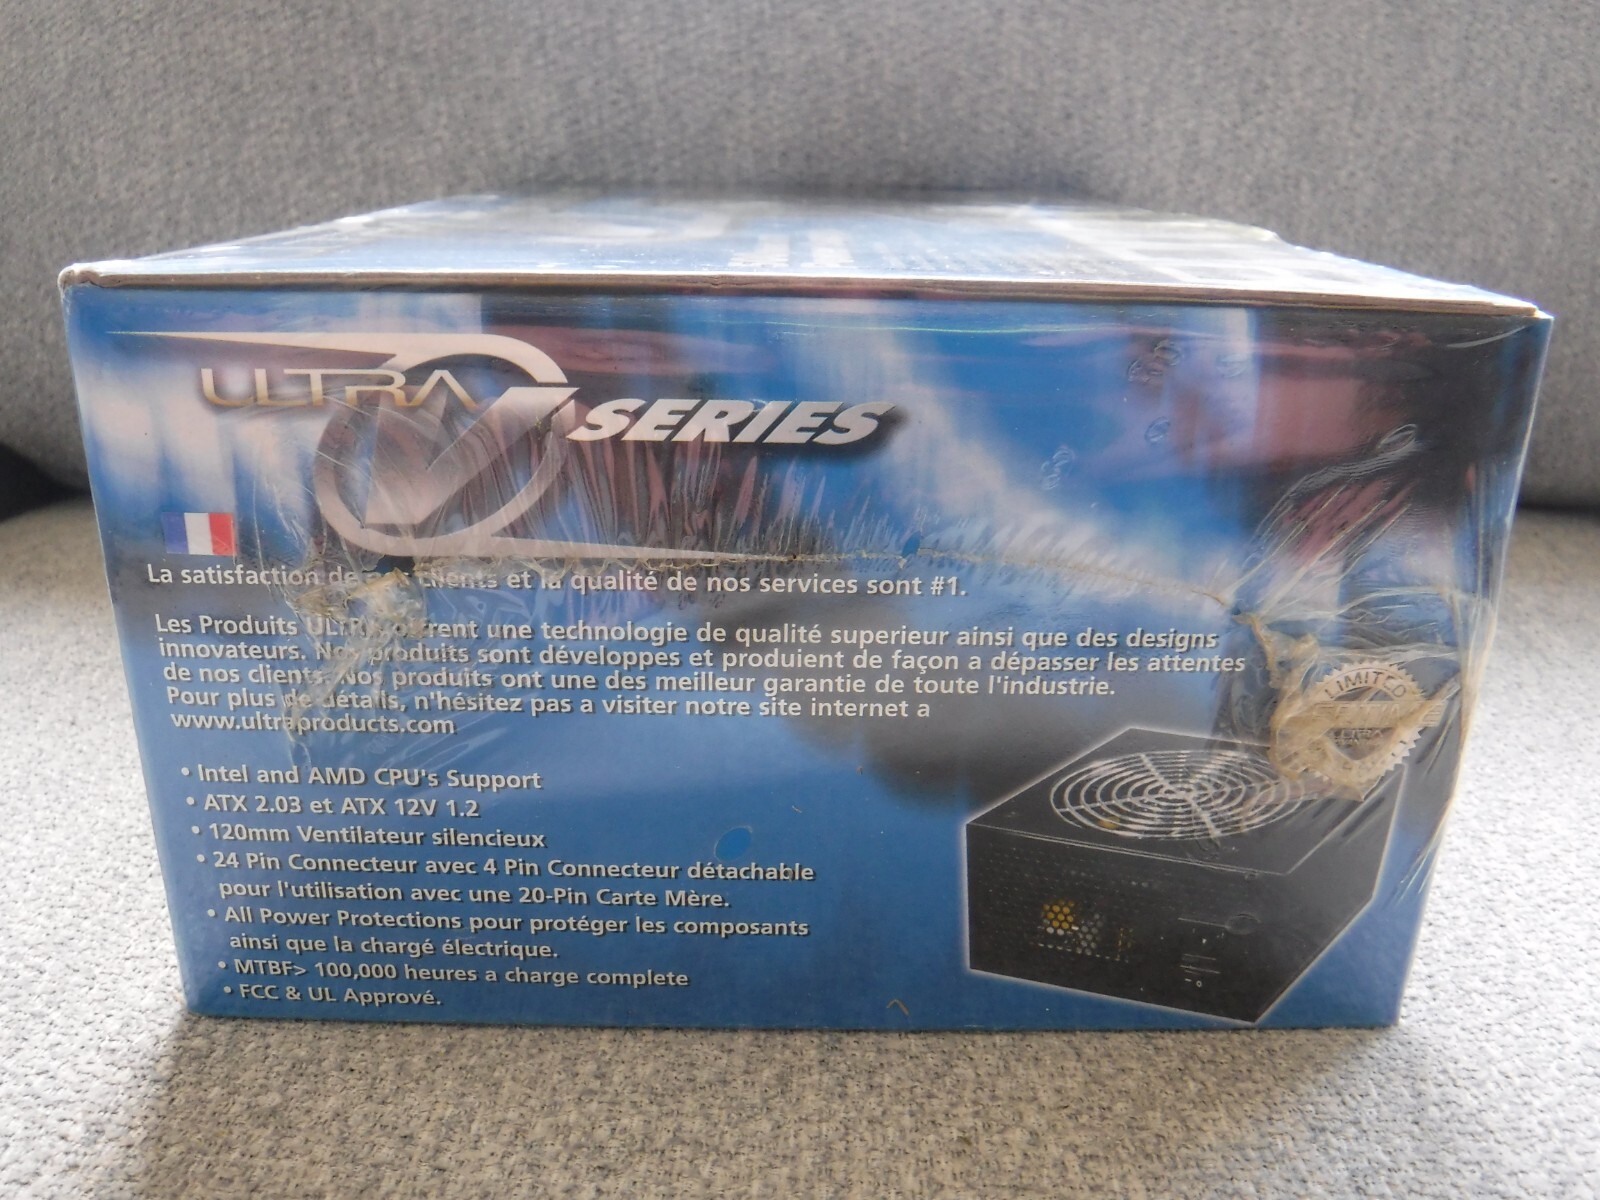 ULTRA V SERIES
La satisfaction de clients et la qualité de nos services sont #1.
Les Produits ULTRA offrent une technologie de qualité superieur ainsi que des designs
innovateurs. Nos produits sont développes et produient de façon a dépasser les attentes
de nos clients. Nos produits ont une des meilleur garantie de toute l'industrie.
Pour plus de détails, n'hésitez pas a visiter notre site internet a
www.ultraproducts.com
• Intel and AMD CPU's Support
• ATX 2.03 et ATX 12V 1.2
• 120mm Ventilateur silencieux
• 24 Pin Connecteur avec 4 Pin Connecteur détachable
pour l'utilisation avec une 20-Pin Carte Mère.
• All Power Protections pour protéger les composants
ainsi que la chargé électrique.
• MTBF> 100,000 heures a charge complete
• FCC & UL Apprové.
LIMITED